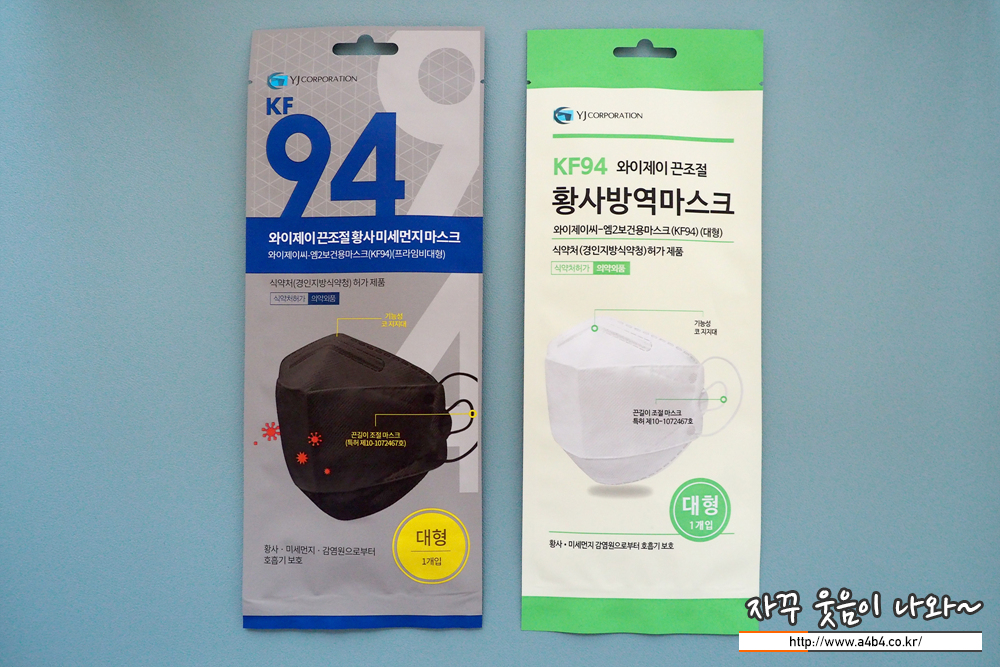 YJ CORPORATION
KF
94
와이제이 끈조절 황사 미세먼지 마스크
와이제이씨-엠2보건용마스크(KF94)(프라임비대형)
식약처(경인지방식약청) 허가 제품
식약처허가 의약외품
기능성
코 지지대
끈길이 조절 마스크
(특허 제10-1072467호)
대형
1개입
황사 · 미세먼지 · 감염원으로부터
호흡기 보호
94
YJ CORPORATION
KF94 와이제이 끈조절
황사방역마스크
와이제이씨-엠2보건용마스크(KF94) (대형)
식약처(경인지방식약청) 허가 제품
식약처허가 의약외품
기능성
코 지지대
끈길이 조절 마스크
특허 제10-1072467호
대형
1개입
황사 • 미세먼지 감염원으로부터 호흡기 보호
자꾸 웃음이 나와~
http://www.a4b4.co.kr/